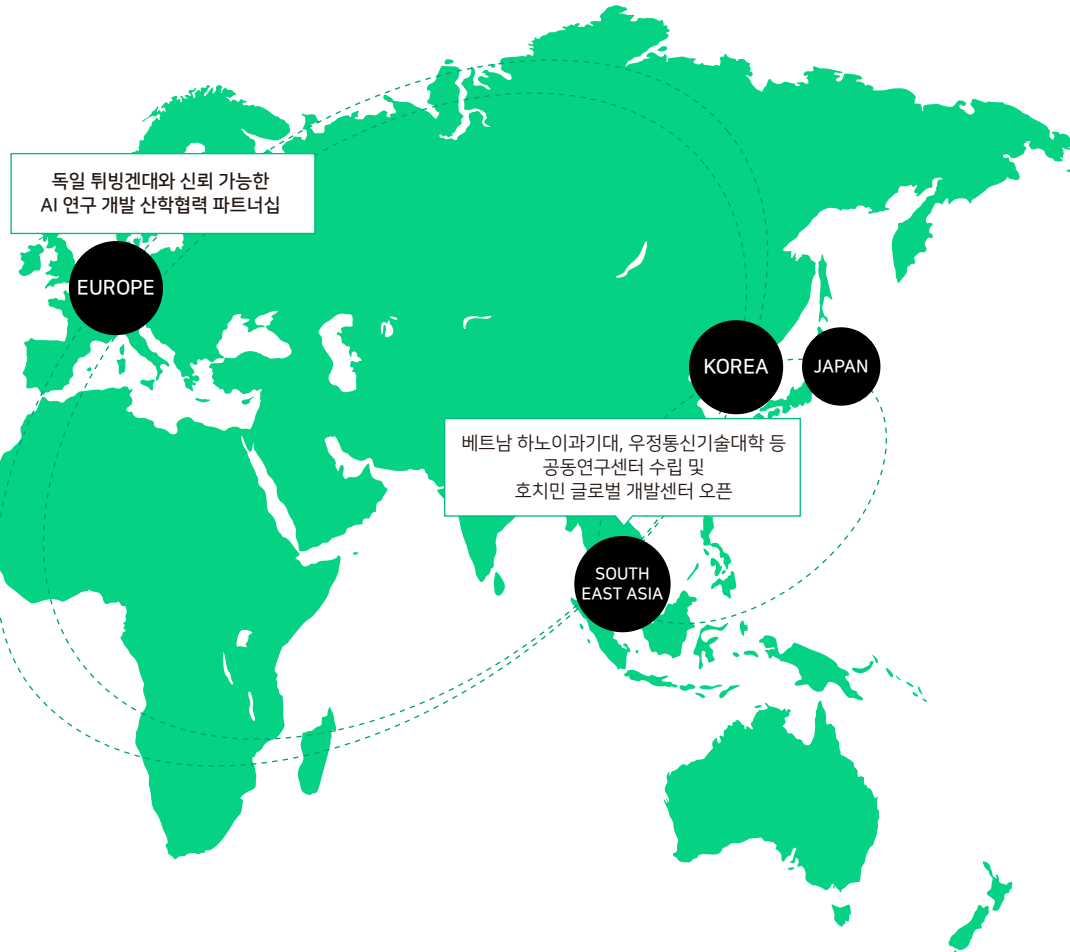 독일 튀빙겐대와 신뢰 가능한
AI 연구 개발 산학협력 파트너십
EUROPE
KOREA
JAPAN
베트남 하노이과기대, 우정통신기술대학 등
공동연구센터 수립 및
호치민 글로벌 개발센터 오픈
SOUTH
EAST ASIA